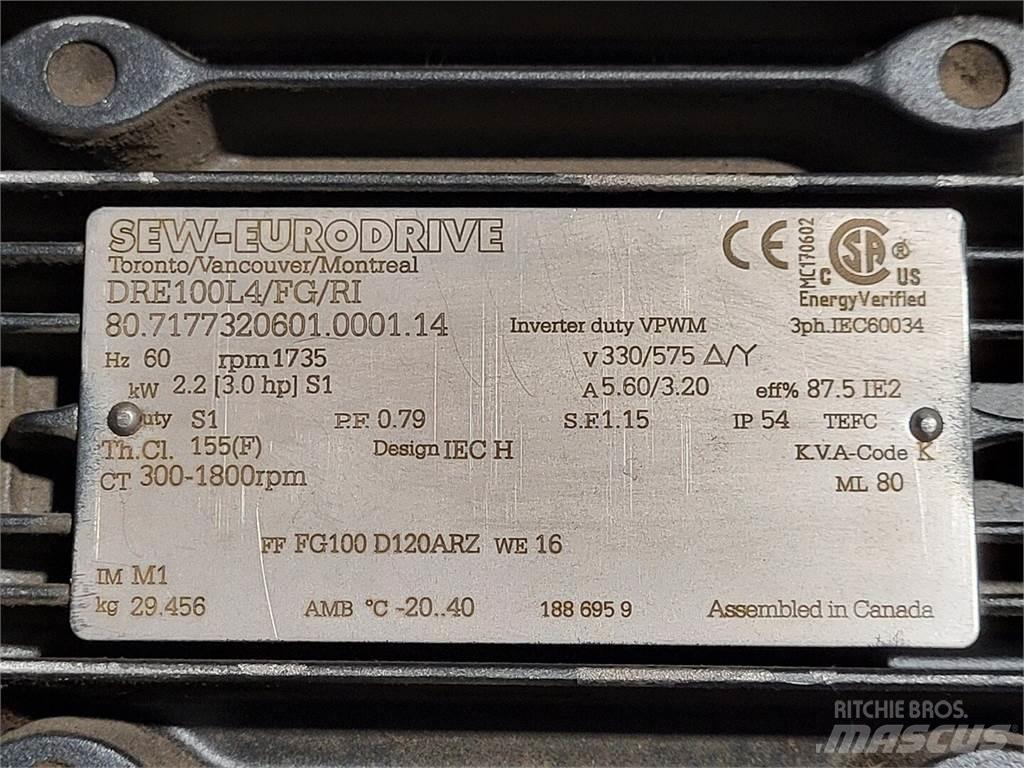 SEW-EURODRIVE
Toronto/Vancouver/Montreal
DRE100L4/FG/RI
80.7177320601.0001.14 Inverter duty VPWM 3ph.IEC60034
CE MC170602 C CSA ® US
EnergyVerified
Hz 60 rpm 1735 V 330/575 △/Y
kW 2.2 [3.0 hp] S1 A 5.60/3.20 eff% 87.5 IE2
S1 P.F. 0.79 S.F. 1.15 IP 54 TEFC
Th.Cl. 155(F) Design IEC H K.V.A-Code K
CT 300-1800rpm ML 80
FF FG100 D120ARZ WE 16
IM M1
kg 29.456 AMB °C -20..40 188 695 9 Assembled in Canada
RITCHIE BROS.
MASCUS